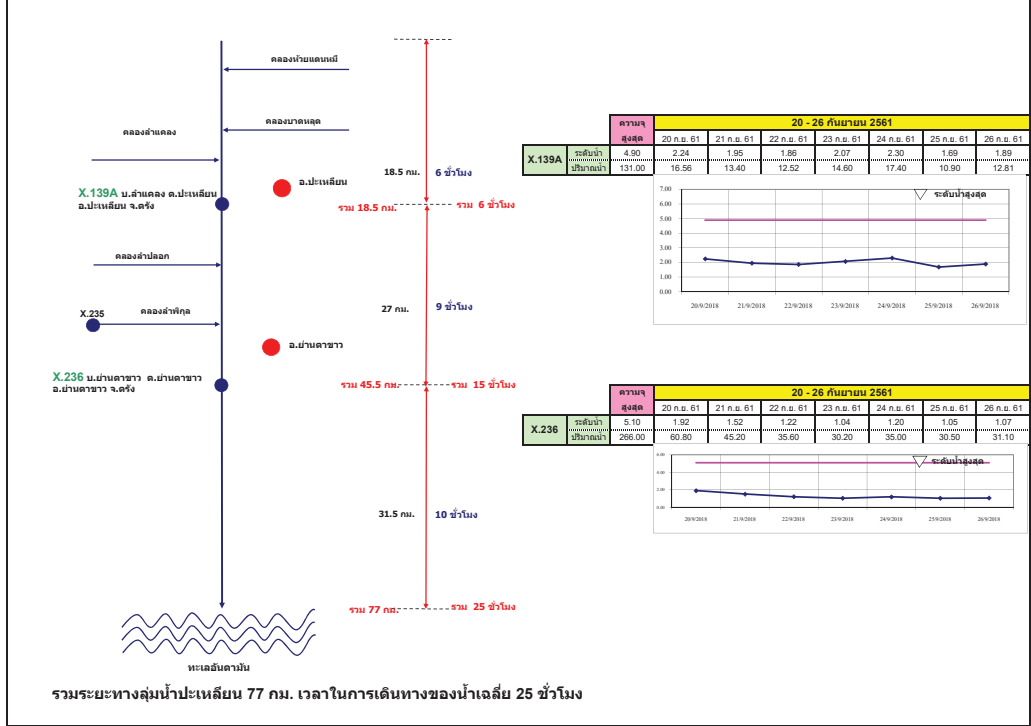 คลองห้วยแดนหมี
คลองบาตหลุด
คลองลำแคลง
18.5 กม.
6 ชั่วโมง
อ.ปะเหลียน
X.139A บ.ลำแคลง ต.ปะเหลียน
อ.ปะเหลียน จ.ตรัง
รวม 18.5 กม.
รวม 6 ชั่วโมง
คลองลำปลอก
27 กม.
9 ชั่วโมง
X.235
คลองลำพิกุล
อ.ย่านตาขาว
X.236 บ.ย่านตาขาว ต.ย่านตาขาว
อ.ย่านตาขาว จ.ตรัง
รวม 45.5 กม.
รวม 15 ชั่วโมง
31.5 กม.
10 ชั่วโมง
รวม 77 กม.
รวม 25 ชั่วโมง
ทะเลอันดามัน
รวมระยะทางลุ่มน้ำปะเหลียน 77 กม. เวลาในการเดินทางของน้ำเฉลี่ย 25 ชั่วโมง
ความจุ 20 - 26 กันยายน 2561
สูงสุด 20 ก.ย. 61 21 ก.ย. 61 22 ก.ย. 61 23 ก.ย. 61 24 ก.ย. 61 25 ก.ย. 61 26 ก.ย. 61
X.139A
ระดับน้ำ 4.90 2.24 1.95 1.86 2.07 2.30 1.69 1.89
ปริมาณน้ำ 131.00 16.56 13.40 12.52 14.60 17.40 10.90 12.81
ระดับน้ำสูงสุด
7.00
6.00
5.00
4.00
3.00
2.00
1.00
0.00
20/9/2018 21/9/2018 22/9/2018 23/9/2018 24/9/2018 25/9/2018 26/9/2018
ความจุ 20 - 26 กันยายน 2561
สูงสุด 20 ก.ย. 61 21 ก.ย. 61 22 ก.ย. 61 23 ก.ย. 61 24 ก.ย. 61 25 ก.ย. 61 26 ก.ย. 61
X.236
ระดับน้ำ 5.10 1.92 1.52 1.22 1.04 1.20 1.05 1.07
ปริมาณน้ำ 266.00 60.80 45.20 35.60 30.20 35.00 30.50 31.10
ระดับน้ำสูงสุด
6.00
4.00
2.00
0.00
20/9/2018 21/9/2018 22/9/2018 23/9/2018 24/9/2018 25/9/2018 26/9/2018